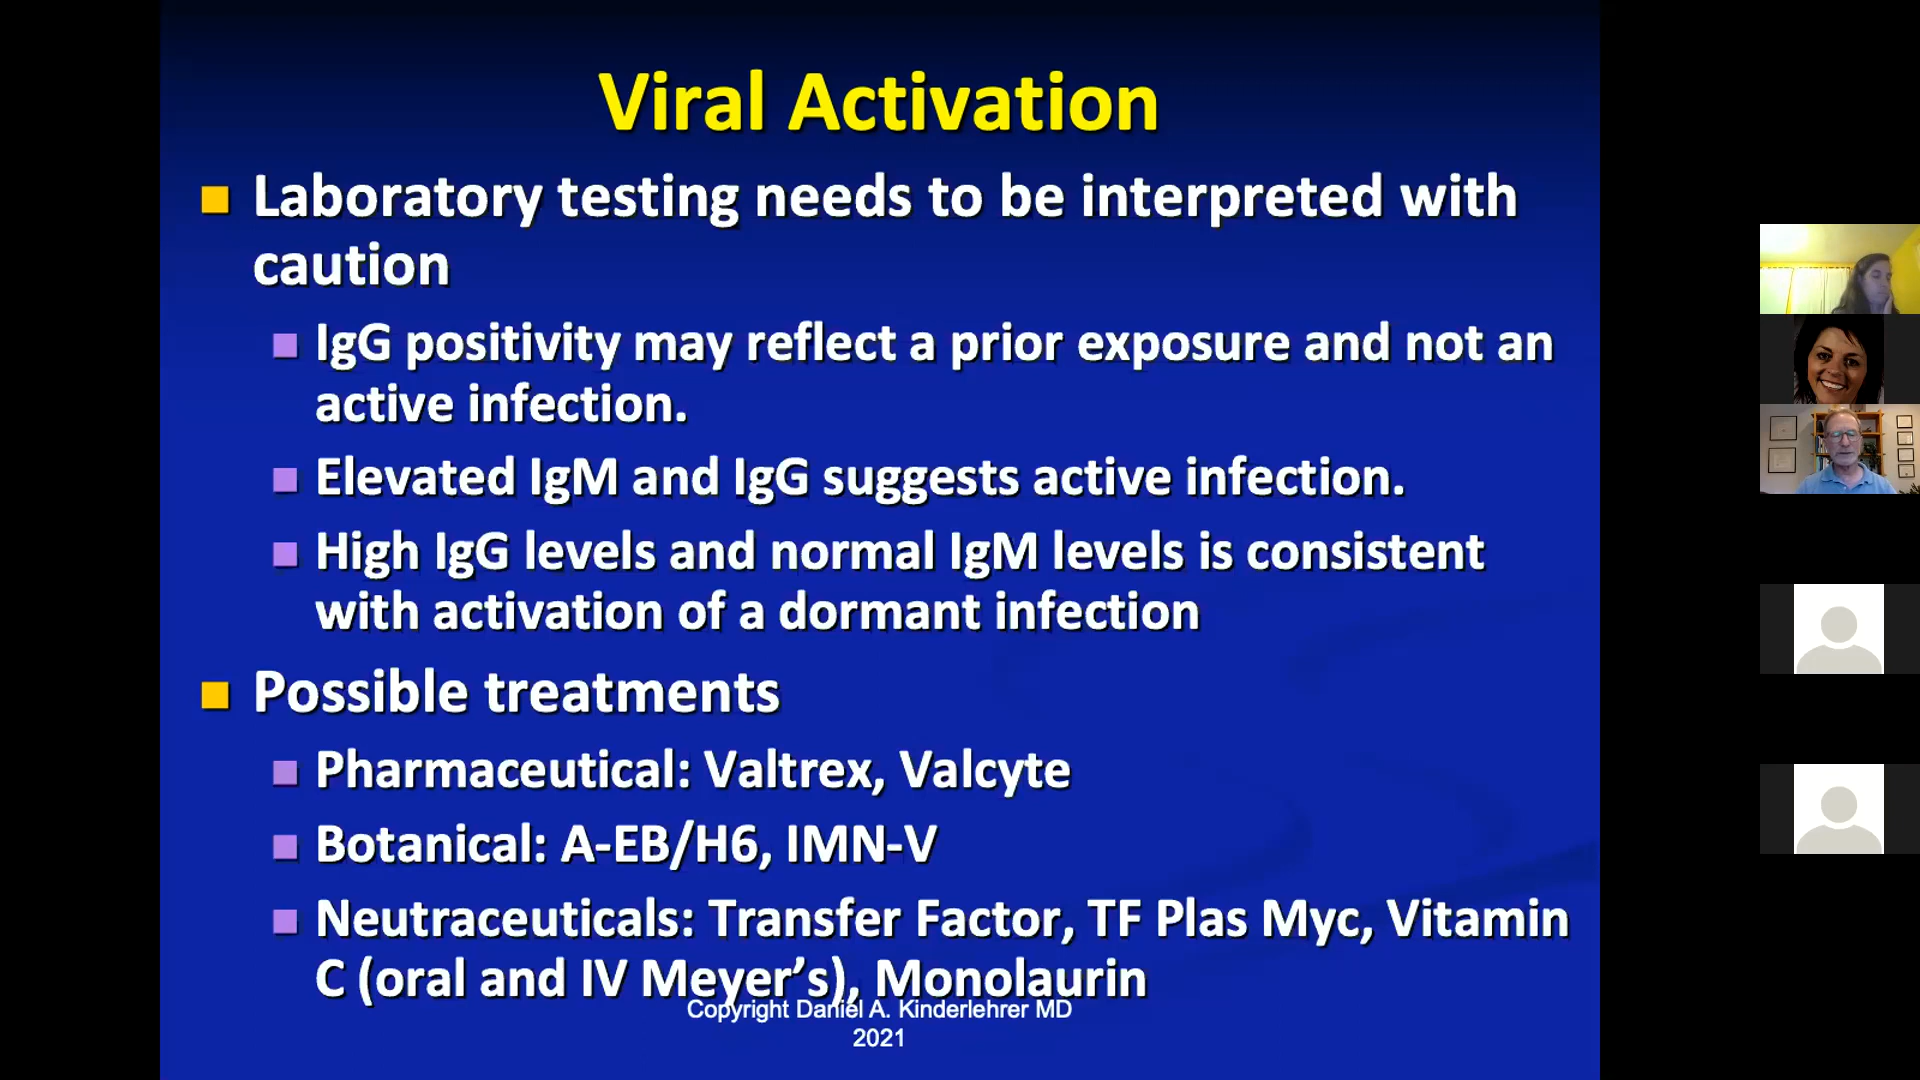 Viral Activation
Laboratory testing needs to be interpreted with
caution
IgG positivity may reflect a prior exposure and not an
active infection.
Elevated IgM and IgG suggests active infection.
High IgG levels and normal IgM levels is consistent
with activation of a dormant infection
Possible treatments
Pharmaceutical: Valtrex, Valcyte
Botanical: A-EB/H6, IMN-V
Neutraceuticals: Transfer Factor, TF Plas Myc, Vitamin
C (oral and IV Meyer’s), Monolaurin
Copyright Daniel A. Kinderlehrer MD
2021